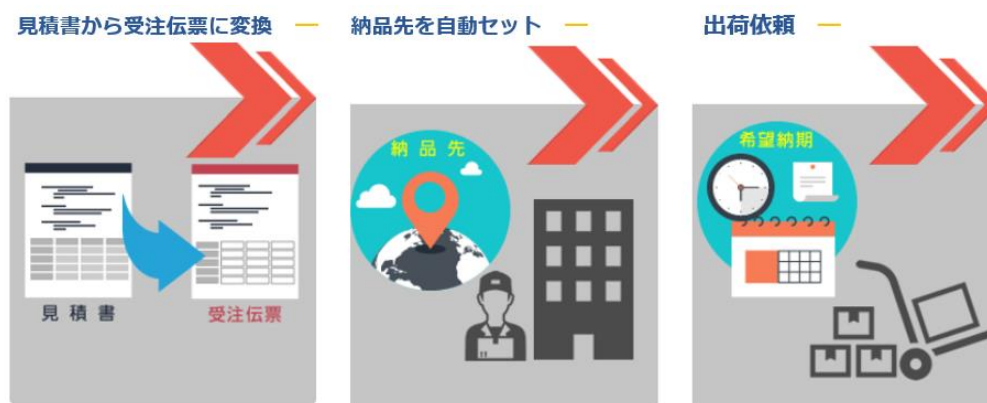 見積書から受注伝票に変換
納品先を自動セット
出荷依頼
見積書
受注伝票
納品先
希望納期